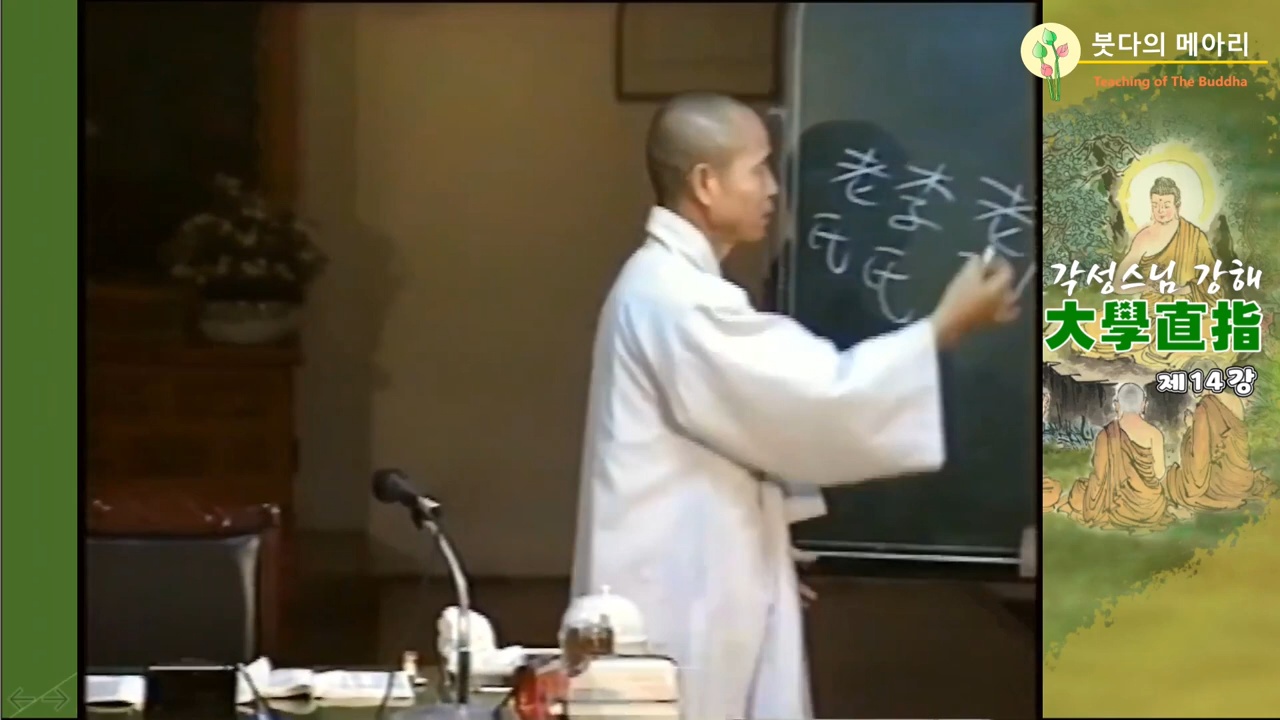 붓다의 메아리
Teaching of The Buddha
老 李 老
氏 氏
각성스님 강해
大學直指
제14강